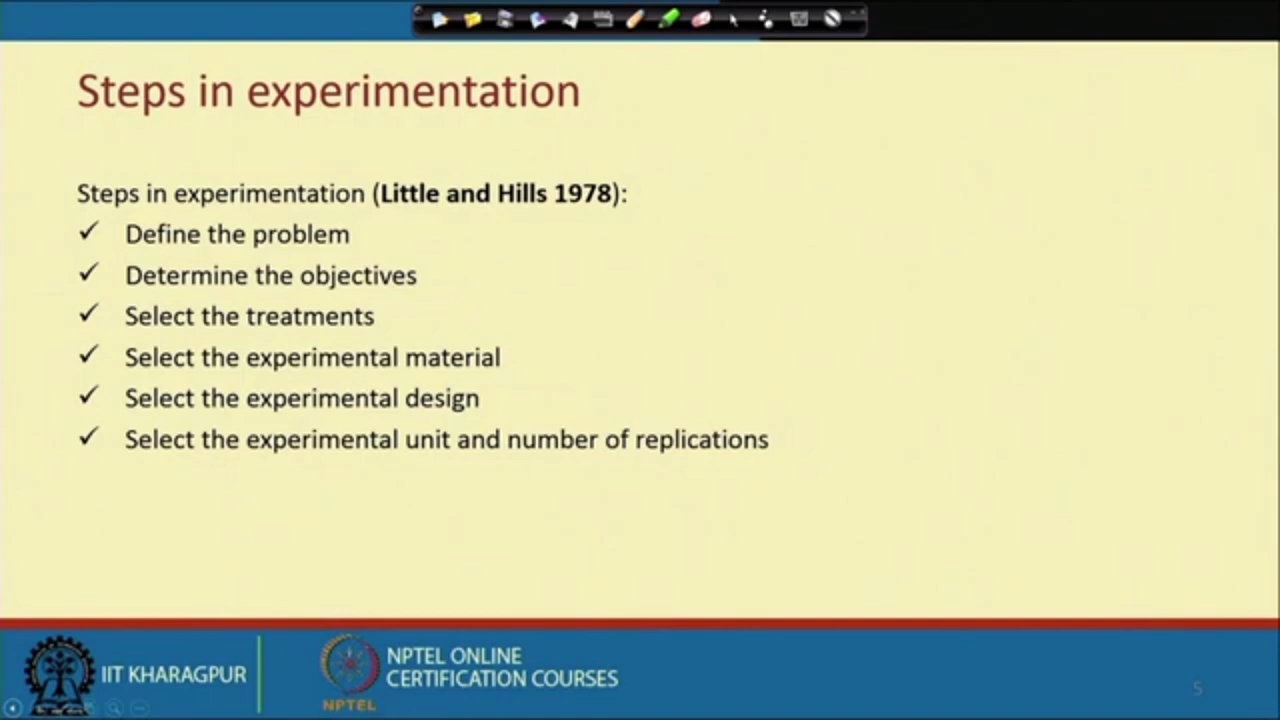 Steps in experimentation
Steps in experimentation (Little and Hills 1978):
✓ Define the problem
✓ Determine the objectives
✓ Select the treatments
✓ Select the experimental material
✓ Select the experimental design
✓ Select the experimental unit and number of replications
IIT KHARAGPUR
NPTEL
NPTEL ONLINE
CERTIFICATION COURSES
5